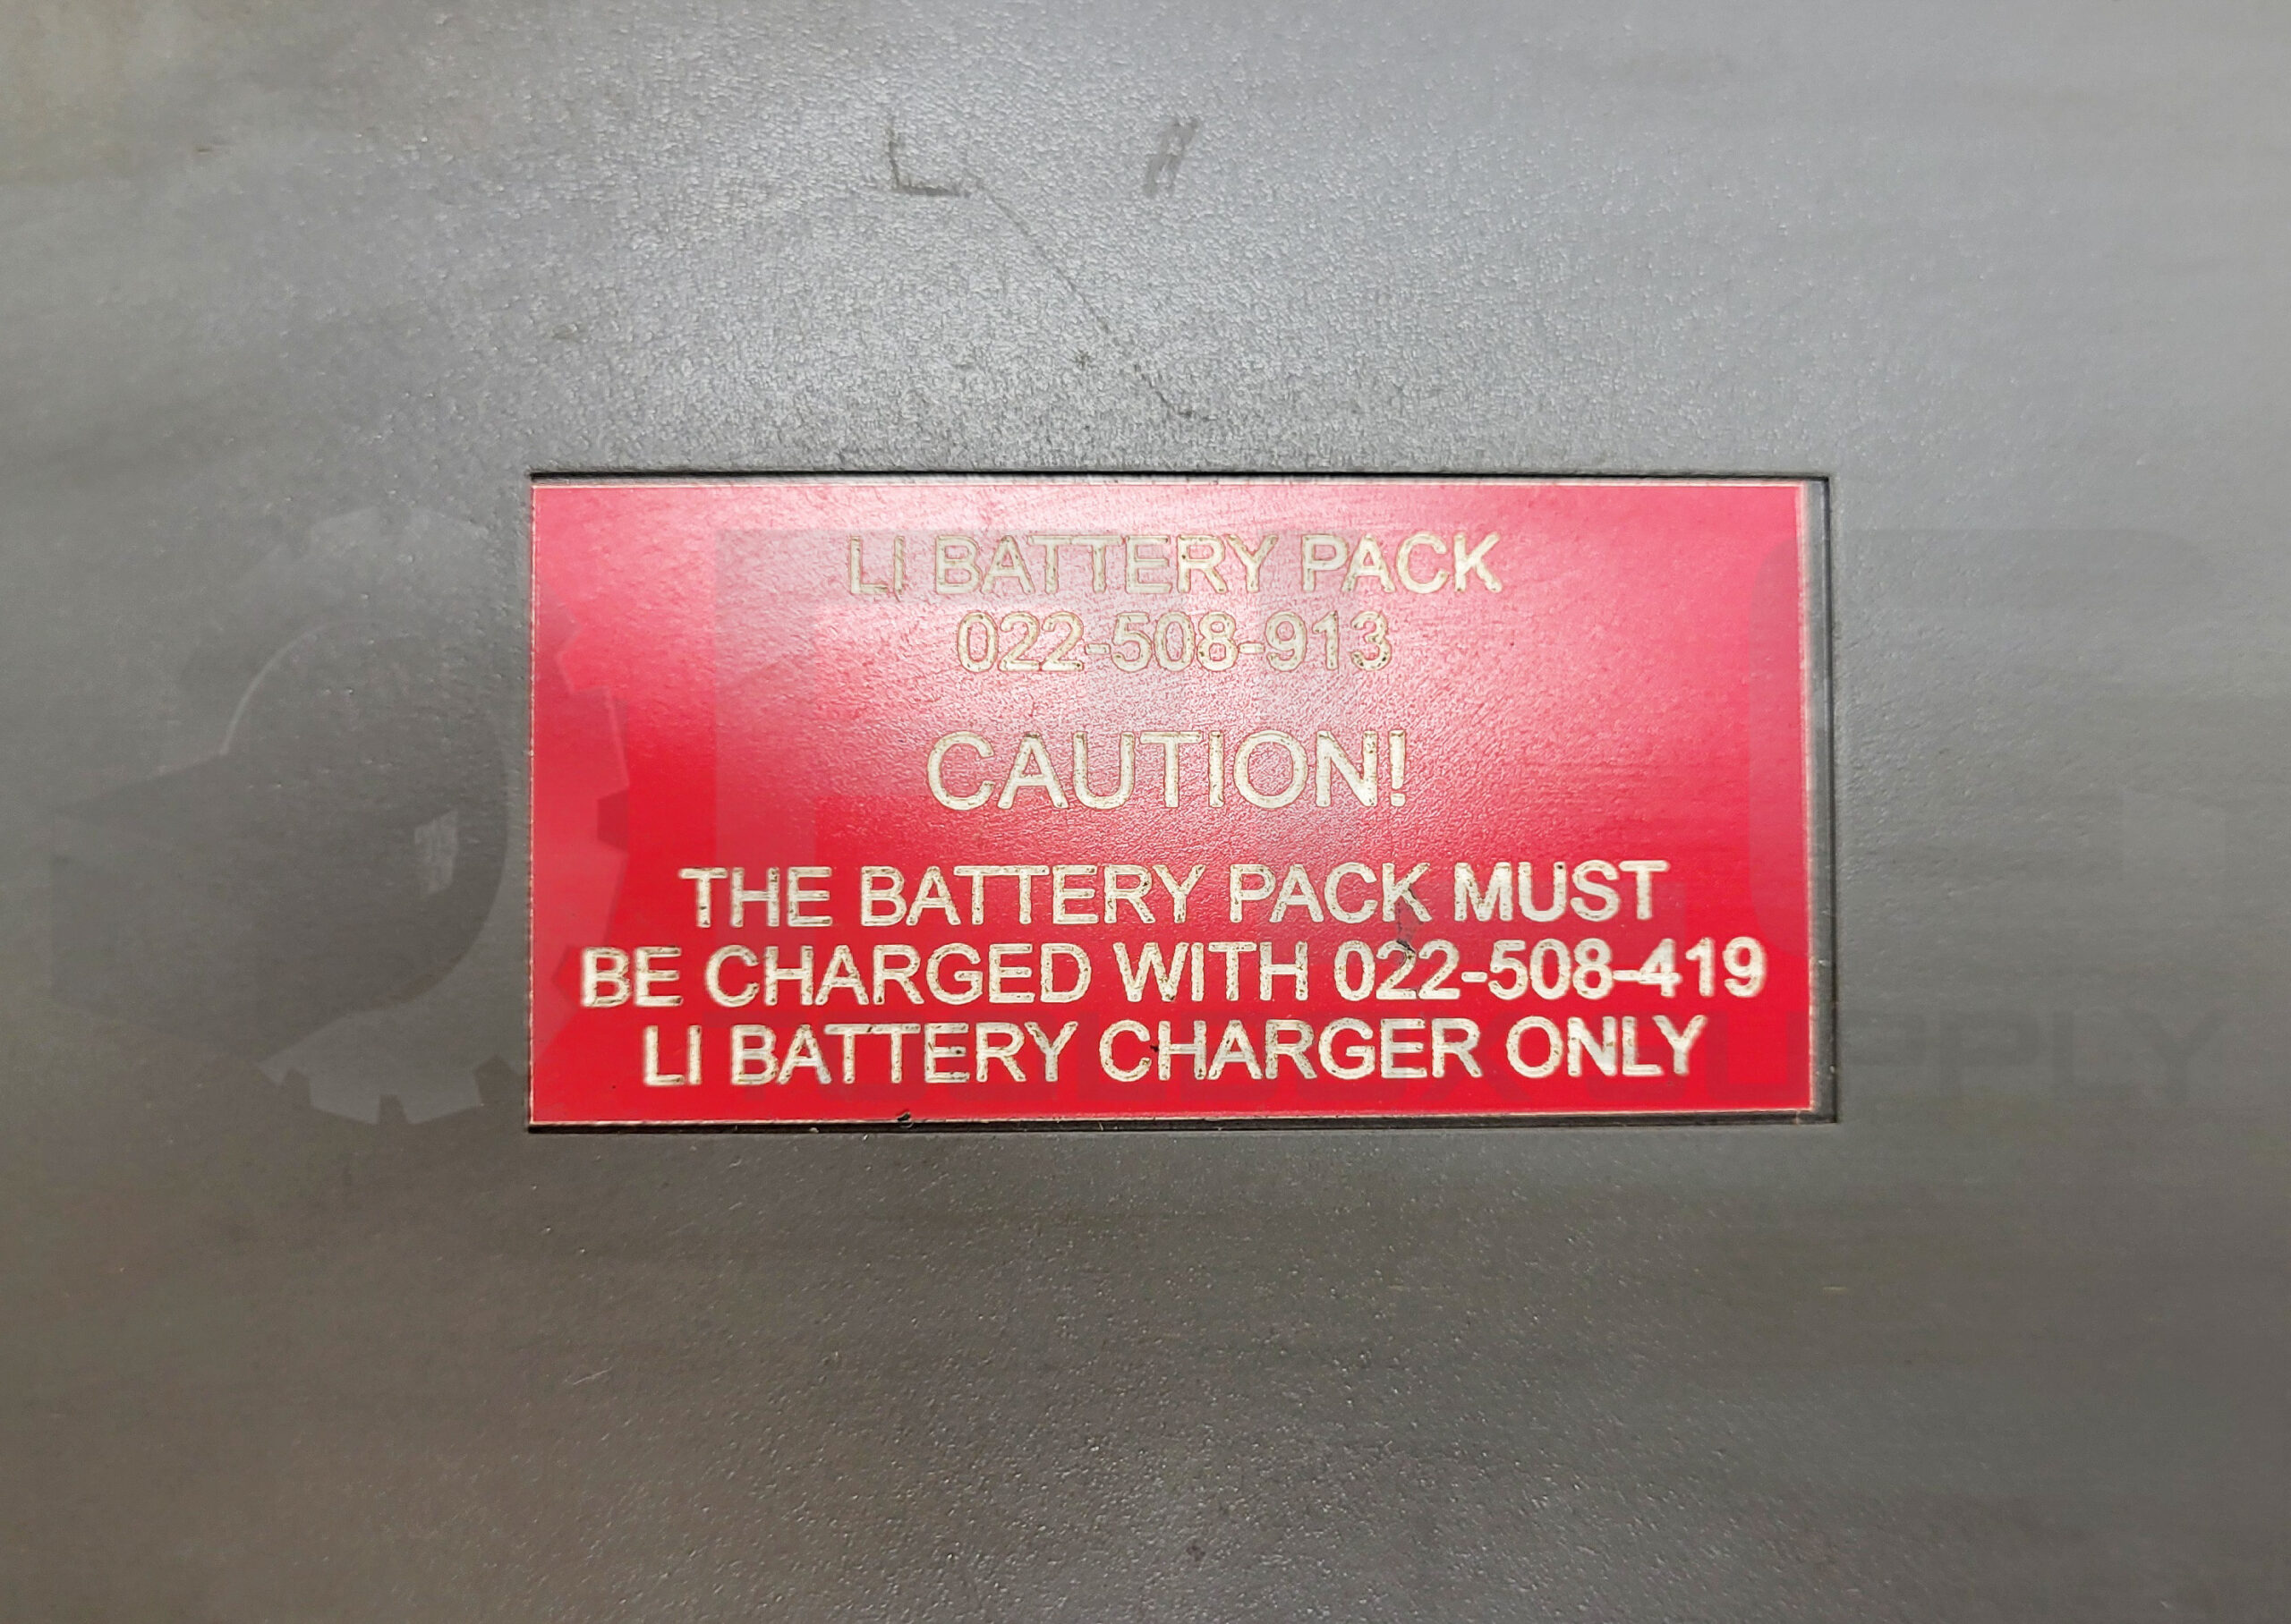 LI BATTERY PACK
022-508-913
CAUTION!
THE BATTERY PACK MUST
BE CHARGED WITH 022-508-419
LI BATTERY CHARGER ONLY